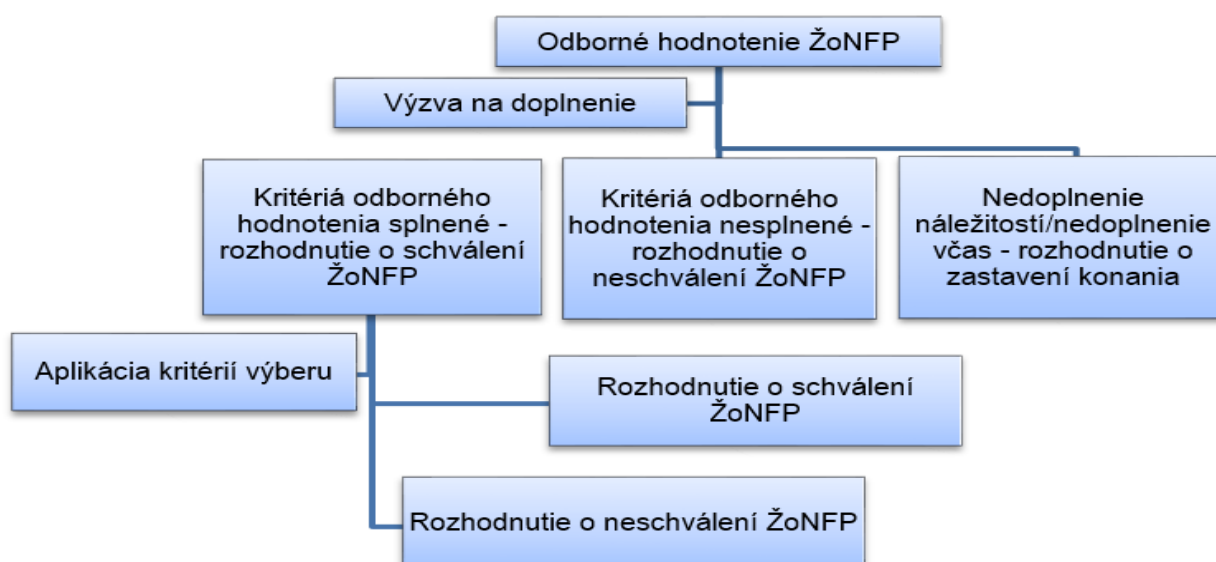 Odborné hodnotenie ŽoNFP
Výzva na doplnenie
Kritériá odborného
hodnotenia splnené -
rozhodnutie o schválení
ŽoNFP
Kritériá odborného
hodnotenia nesplnené -
rozhodnutie o
neschválení ŽoNFP
Nedoplnenie
náležitostí/nedoplnenie
včas - rozhodnutie o
zastavení konania
Aplikácia kritérií výberu
Rozhodnutie o schválení
ŽoNFP
Rozhodnutie o neschválení ŽoNFP